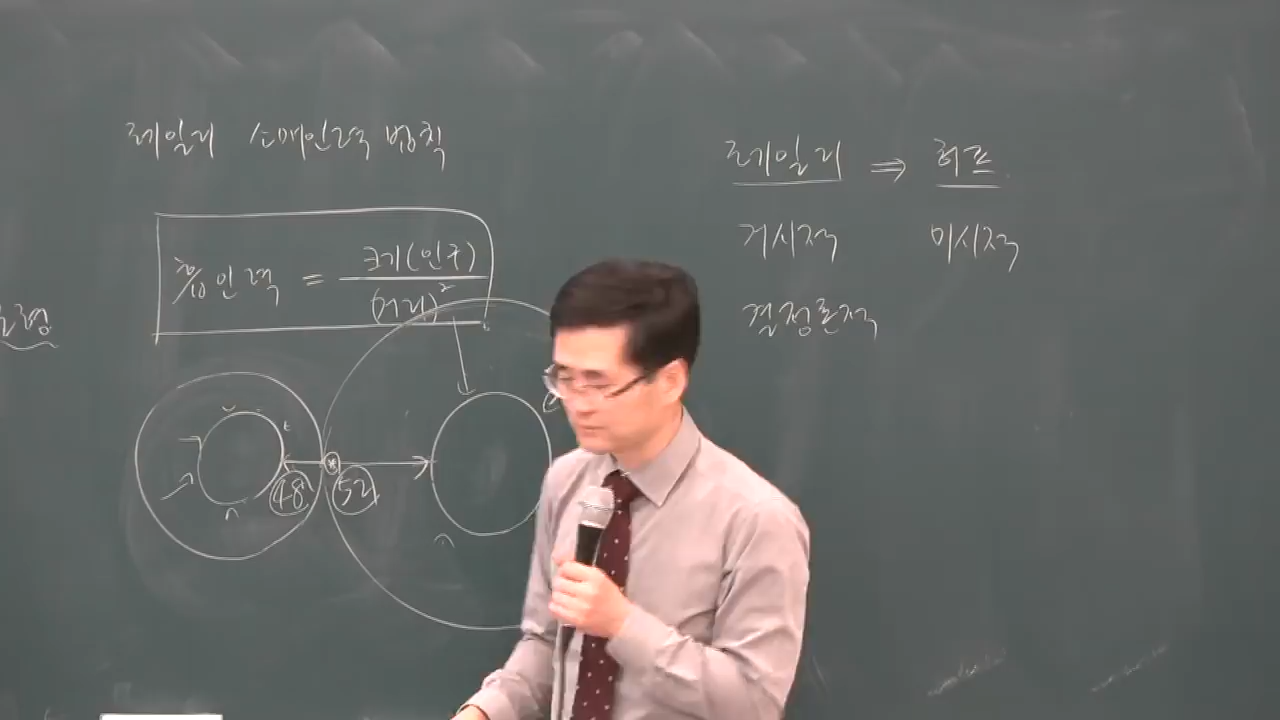 레일리 소매인력 법칙
흡인력 = 크기(인구)
(거리)²
48 52
레일리 ⇒ 허프
거시적 미시적
결정론적